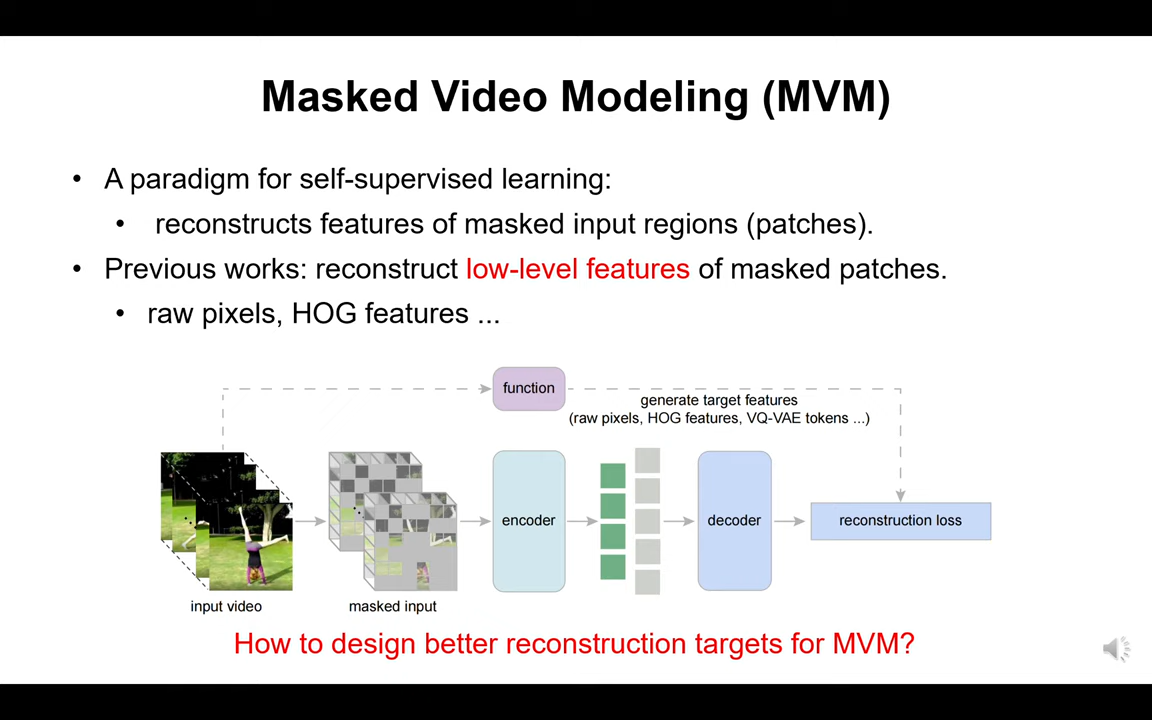 Masked Video Modeling (MVM)
• A paradigm for self-supervised learning:
• reconstructs features of masked input regions (patches).
• Previous works: reconstruct low-level features of masked patches.
• raw pixels, HOG features ...
function
generate target features
(raw pixels, HOG features, VQ-VAE tokens ...)
encoder
decoder
reconstruction loss
input video
masked input
How to design better reconstruction targets for MVM?